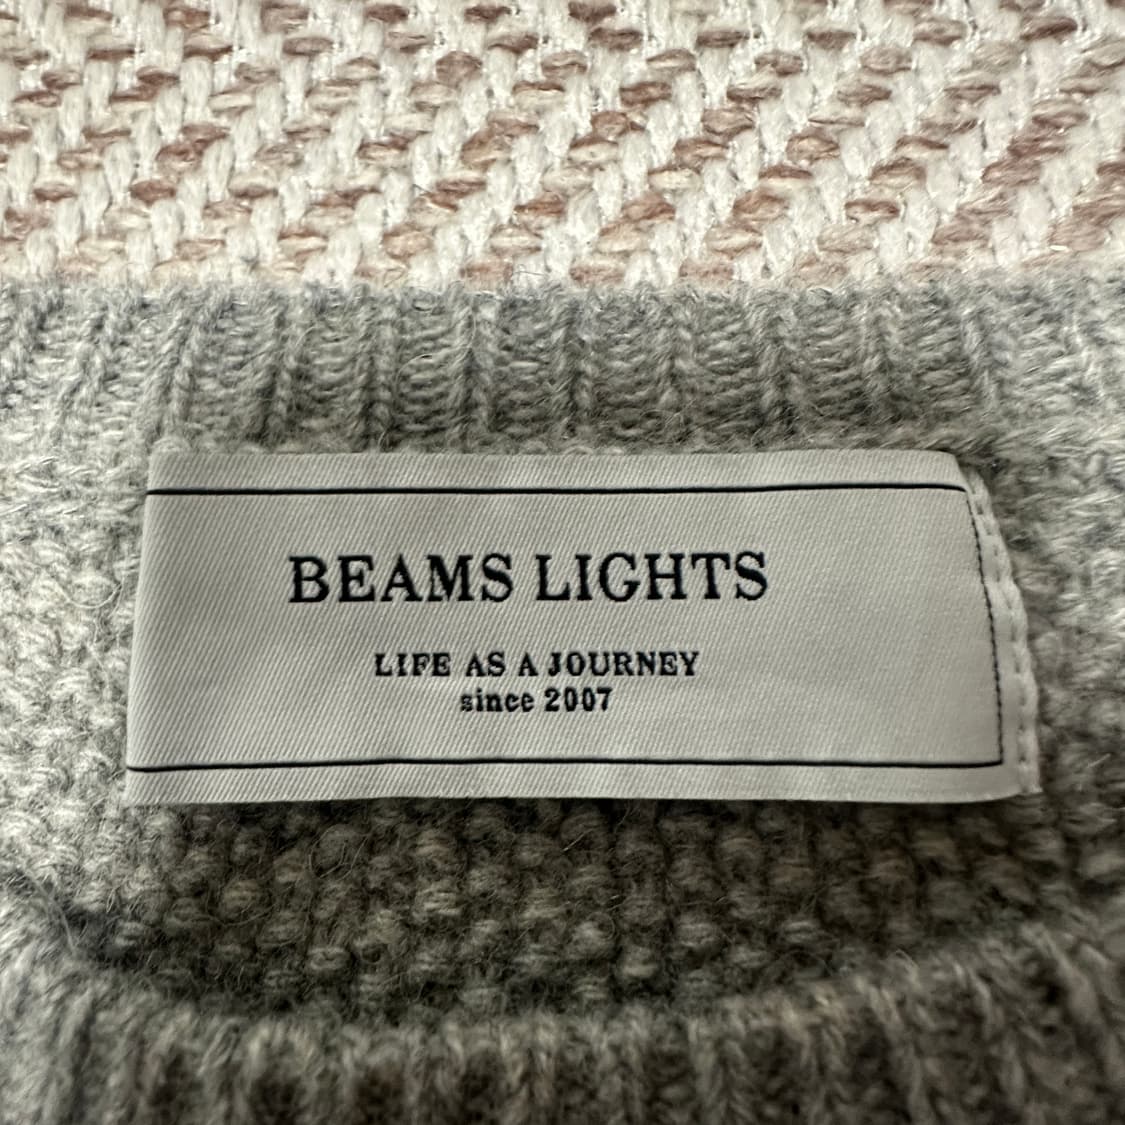 BEAMS LIGHTS
LIFE AS A JOURNEY
since 2007